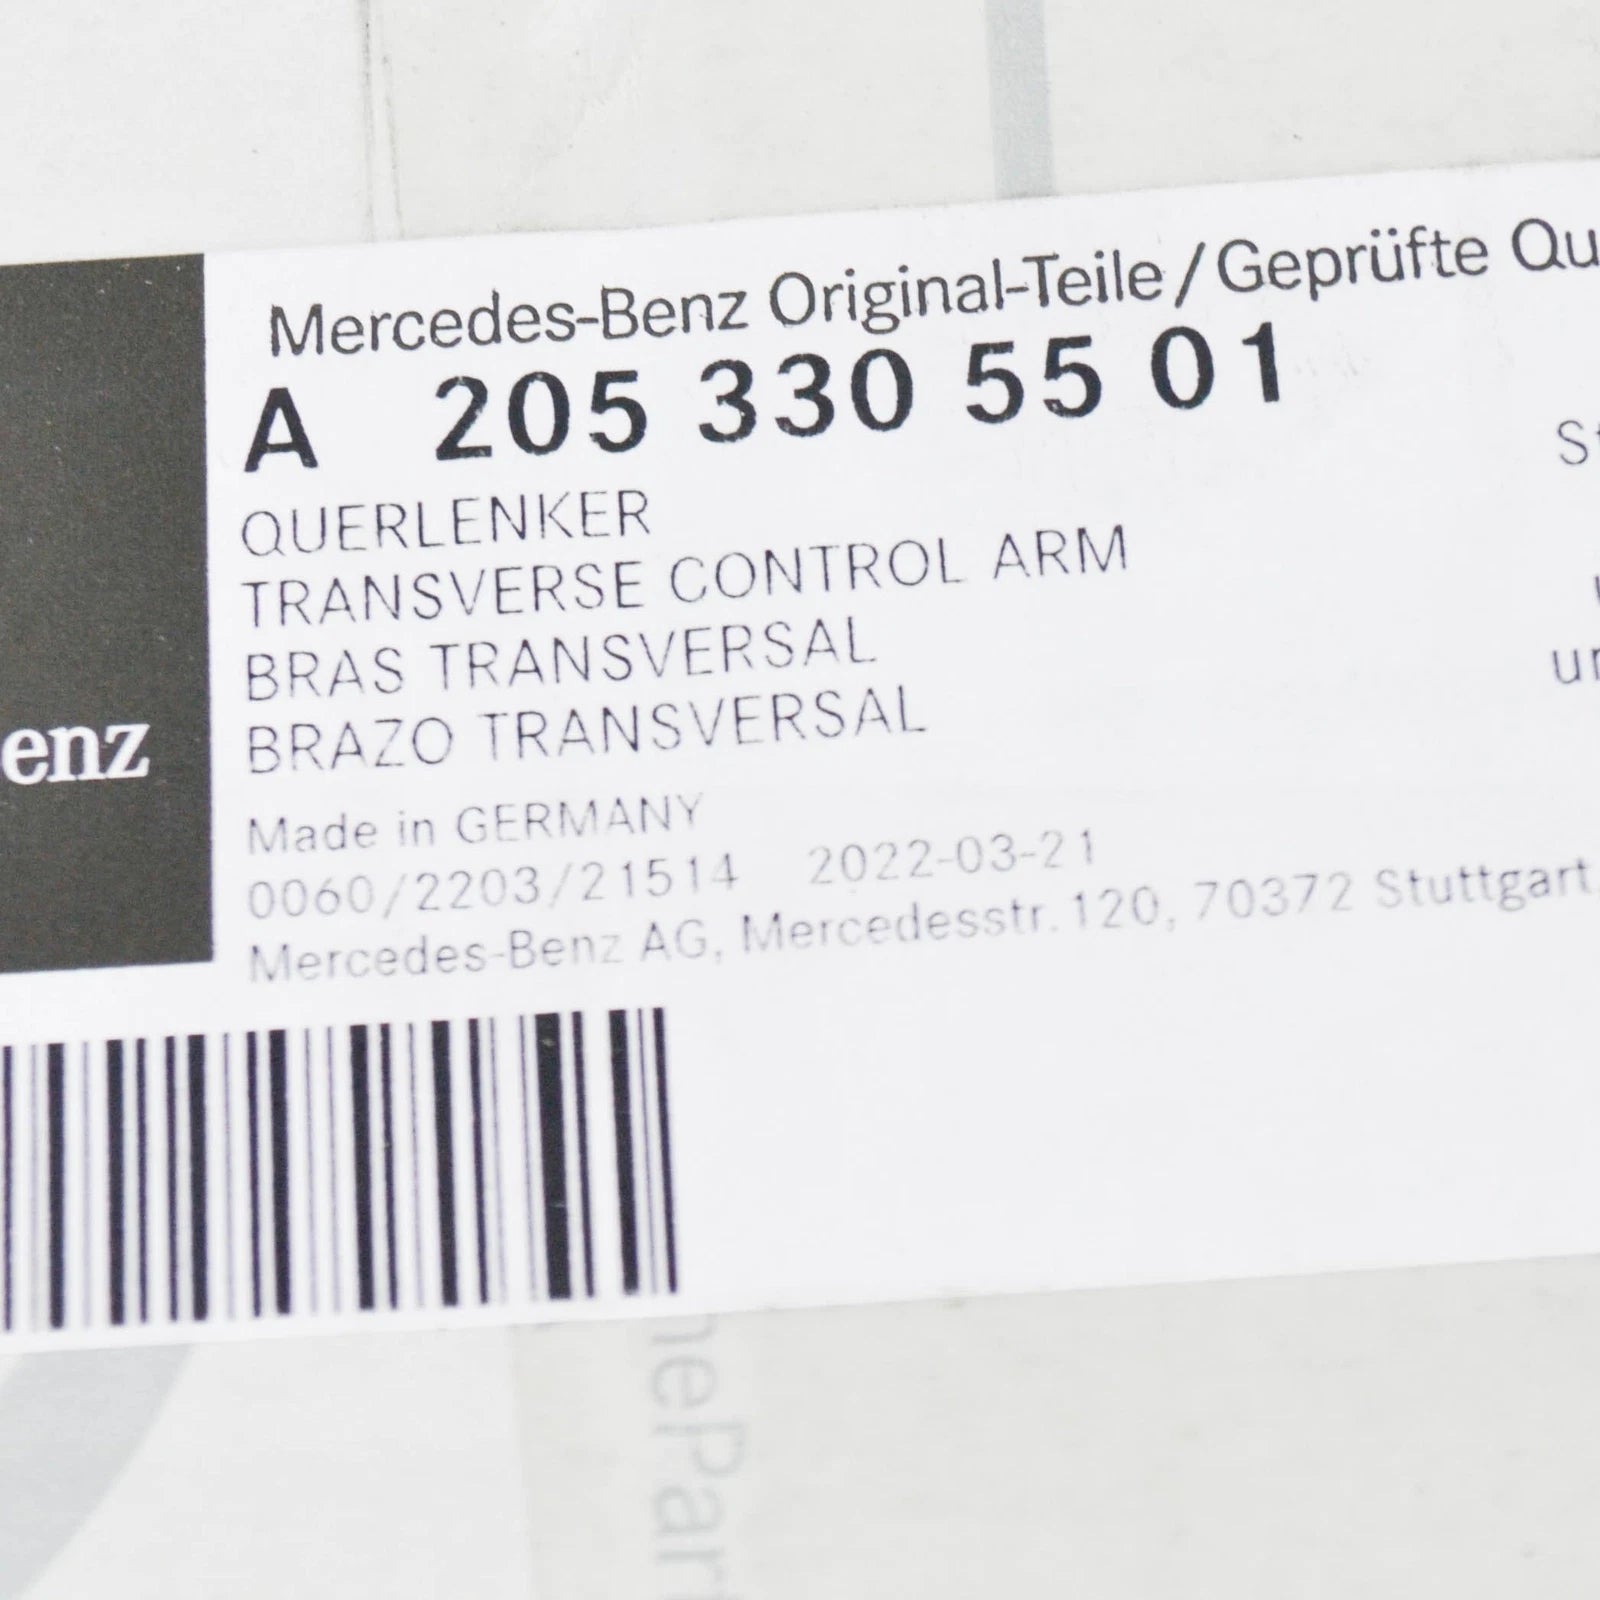 Mercedes-Benz Original-Teile / Geprüfte Qu
A 205 330 55 01
QUERLENKER
TRANSVERSE CONTROL ARM
BRAS TRANSVERSAL
BRAZO TRANSVERSAL
Made in GERMANY
0060/2203/21514 2022-03-21
Mercedes-Benz AG, Mercedesstr. 120, 70372 Stuttgart,
enz
nePar